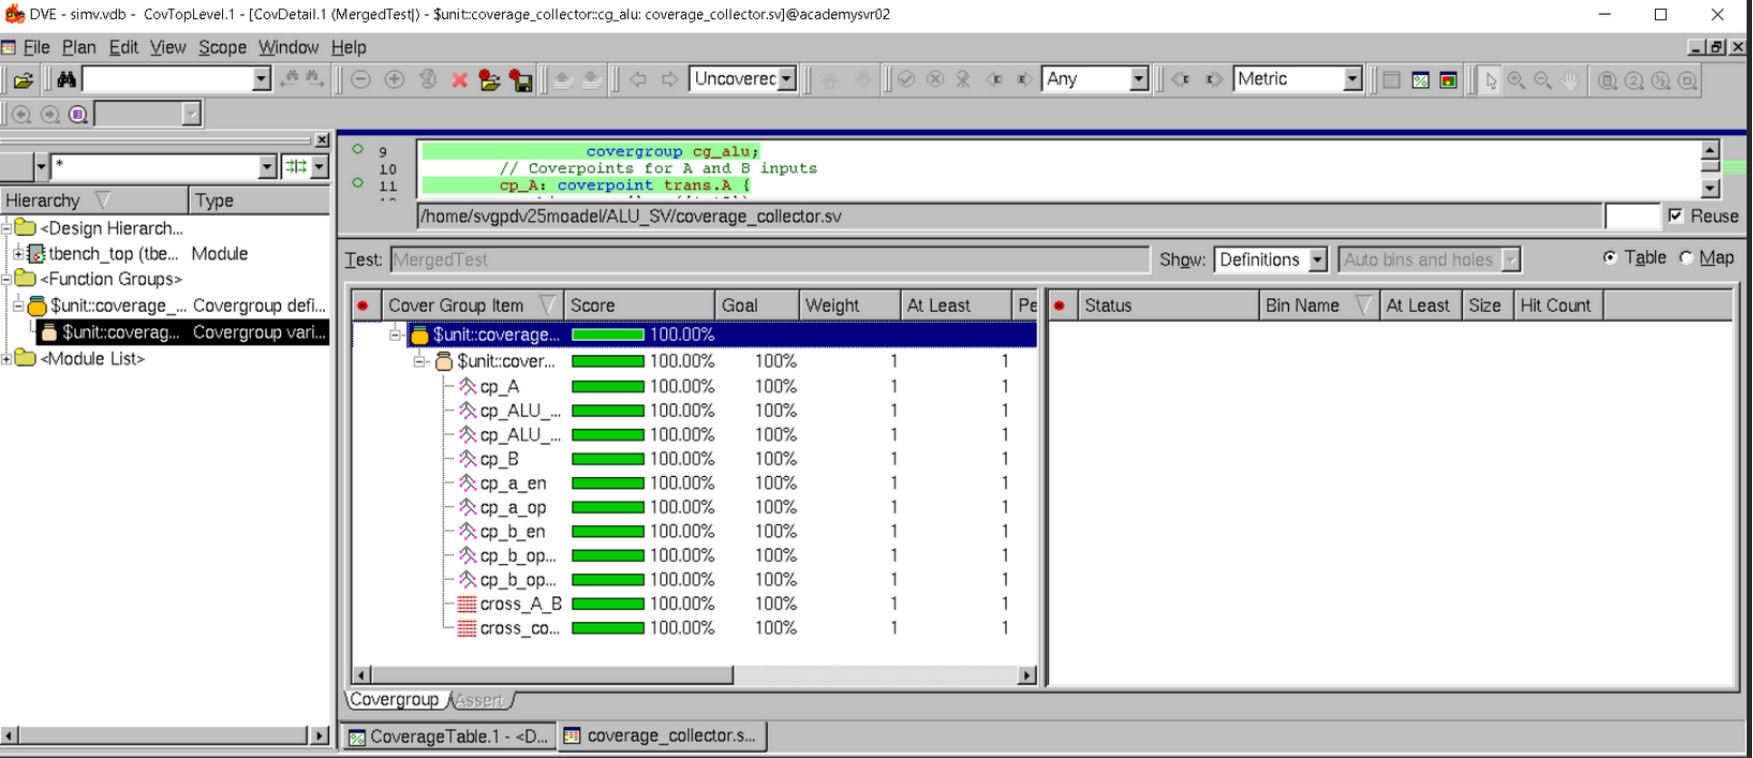 DVE - simv.vdb - CovTopLevel.1 - [CovDetail.1 (MergedTest|) - $unit::coverage_collector::cg_alu: coverage_collector.sv]@academysvr02
File Plan Edit View Scope Window Help
Uncoverec Any Metric
*
Hierarchy Type
<Design Hierarch...
tbench_top (tbe... Module
<Function Groups>
$unit::coverage_... Covergroup defi...
$unit::coverag... Covergroup vari...
<Module List>
9 covergroup cg_alu;
10 // Coverpoints for A and B inputs
11 cp_A: coverpoint trans.A {
/home/svgpdv25moadel/ALU_SV/coverage_collector.sv Reuse
Test: MergedTest Show: Definitions Auto bins and holes Table Map
Cover Group Item Score Goal Weight At Least Pe
$unit::coverage... 100.00%
$unit::cover... 100.00% 100% 1 1
cp_A 100.00% 100% 1 1
cp_ALU_... 100.00% 100% 1 1
cp_ALU_... 100.00% 100% 1 1
cp_B 100.00% 100% 1 1
cp_a_en 100.00% 100% 1 1
cp_a_op 100.00% 100% 1 1
cp_b_en 100.00% 100% 1 1
cp_b_op... 100.00% 100% 1 1
cp_b_op... 100.00% 100% 1 1
cross_A_B 100.00% 100% 1 1
cross_co... 100.00% 100% 1 1
Status Bin Name At Least Size Hit Count
Covergroup Assert
CoverageTable.1 - <D... coverage_collector.s...